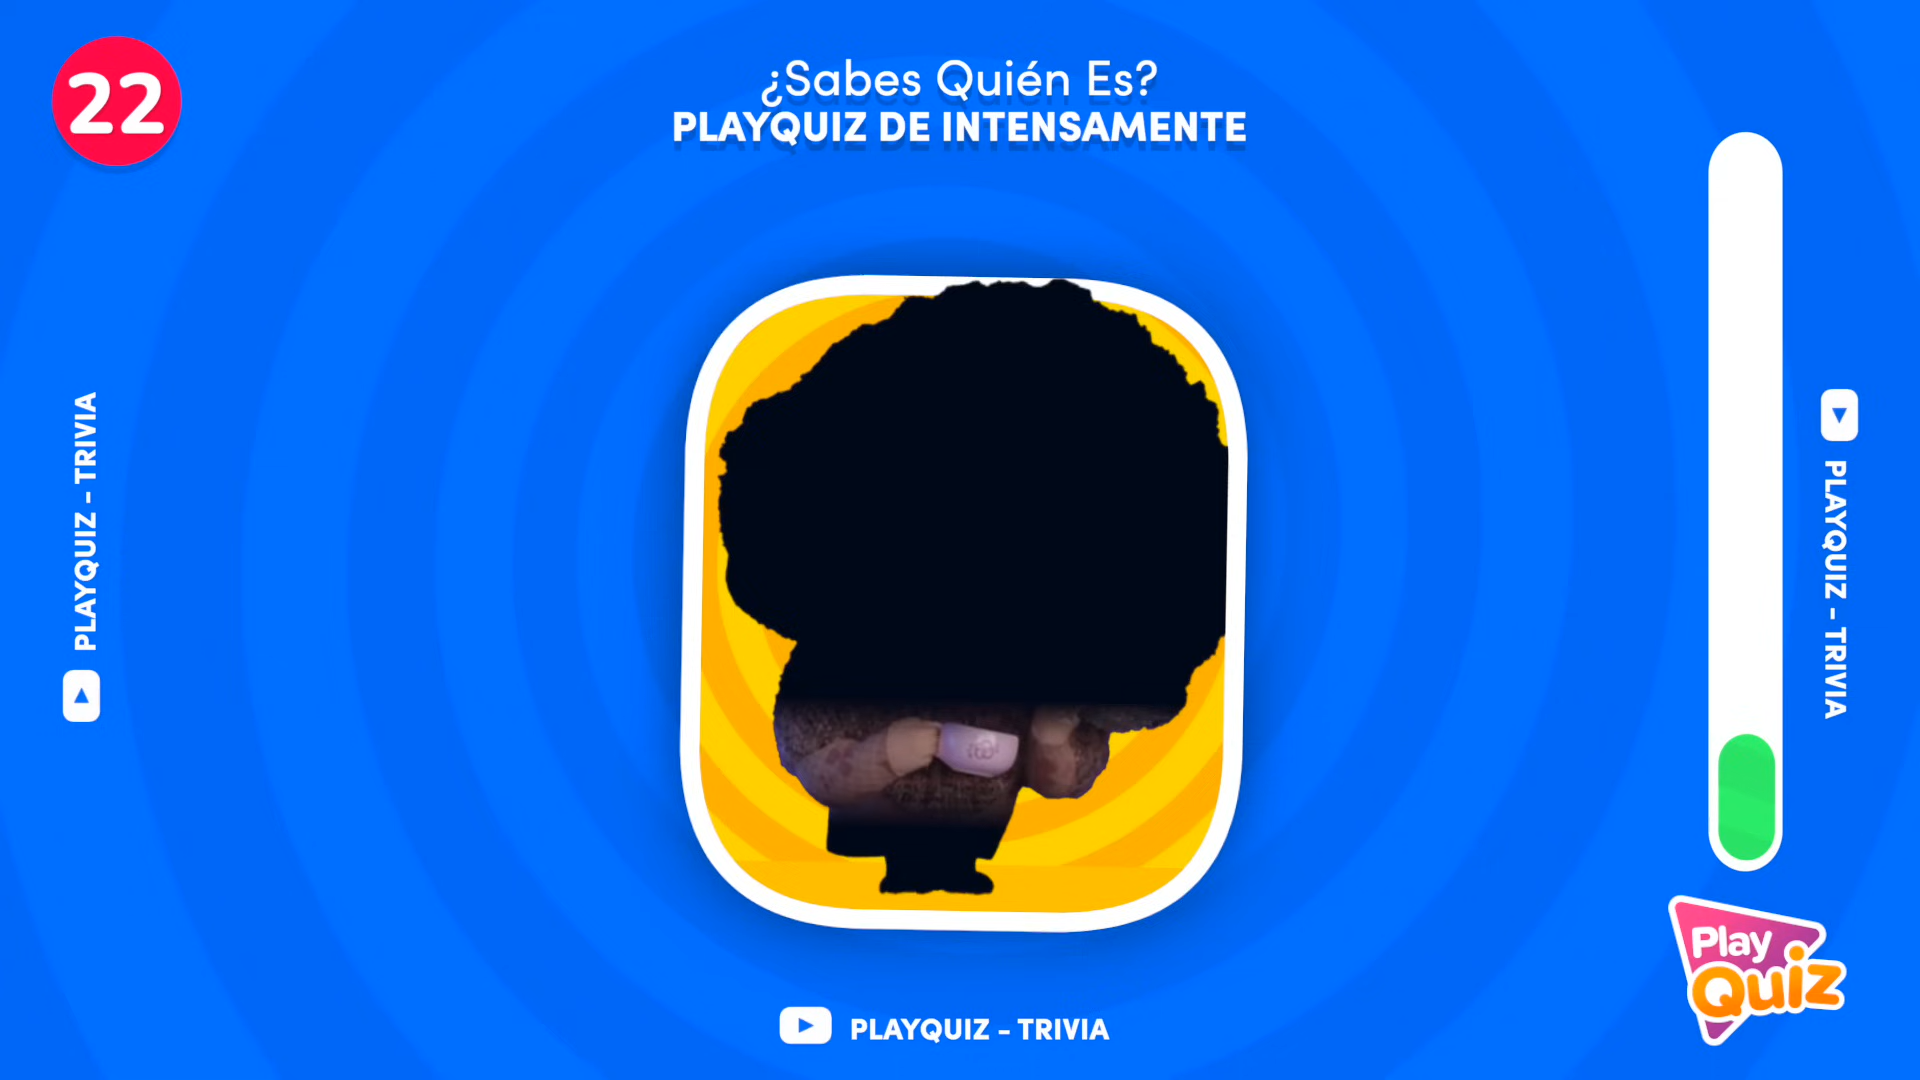 22
¿Sabes Quién Es?
PLAYQUIZ DE INTENSAMENTE
PLAYQUIZ - TRIVIA
PLAYQUIZ - TRIVIA
Play
Quiz
PLAYQUIZ - TRIVIA